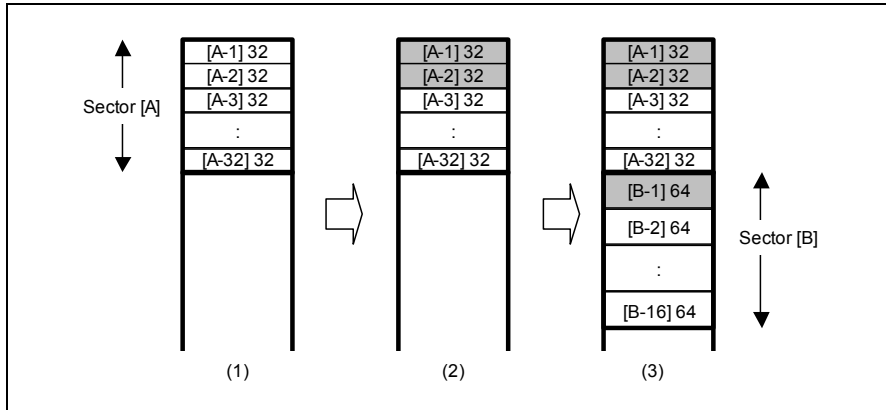 [A-1] 32 [A-1] 32 [A-1] 32
[A-2] 32 [A-2] 32 [A-2] 32
[A-3] 32 [A-3] 32 [A-3] 32
Sector [A]
: : :
[A-32] 32 [A-32] 32 [A-32] 32
[B-1] 64
[B-2] 64
Sector [B]
:
[B-16] 64
(1) (2) (3)